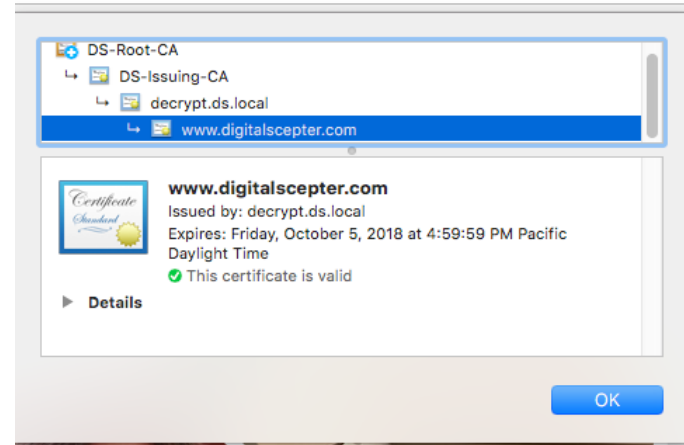 DS-Root-CA
DS-Issuing-CA
decrypt.ds.local
www.digitalscepter.com
Certificate
Standard
www.digitalscepter.com
Issued by: decrypt.ds.local
Expires: Friday, October 5, 2018 at 4:59:59 PM Pacific
Daylight Time
This certificate is valid
Details
OK